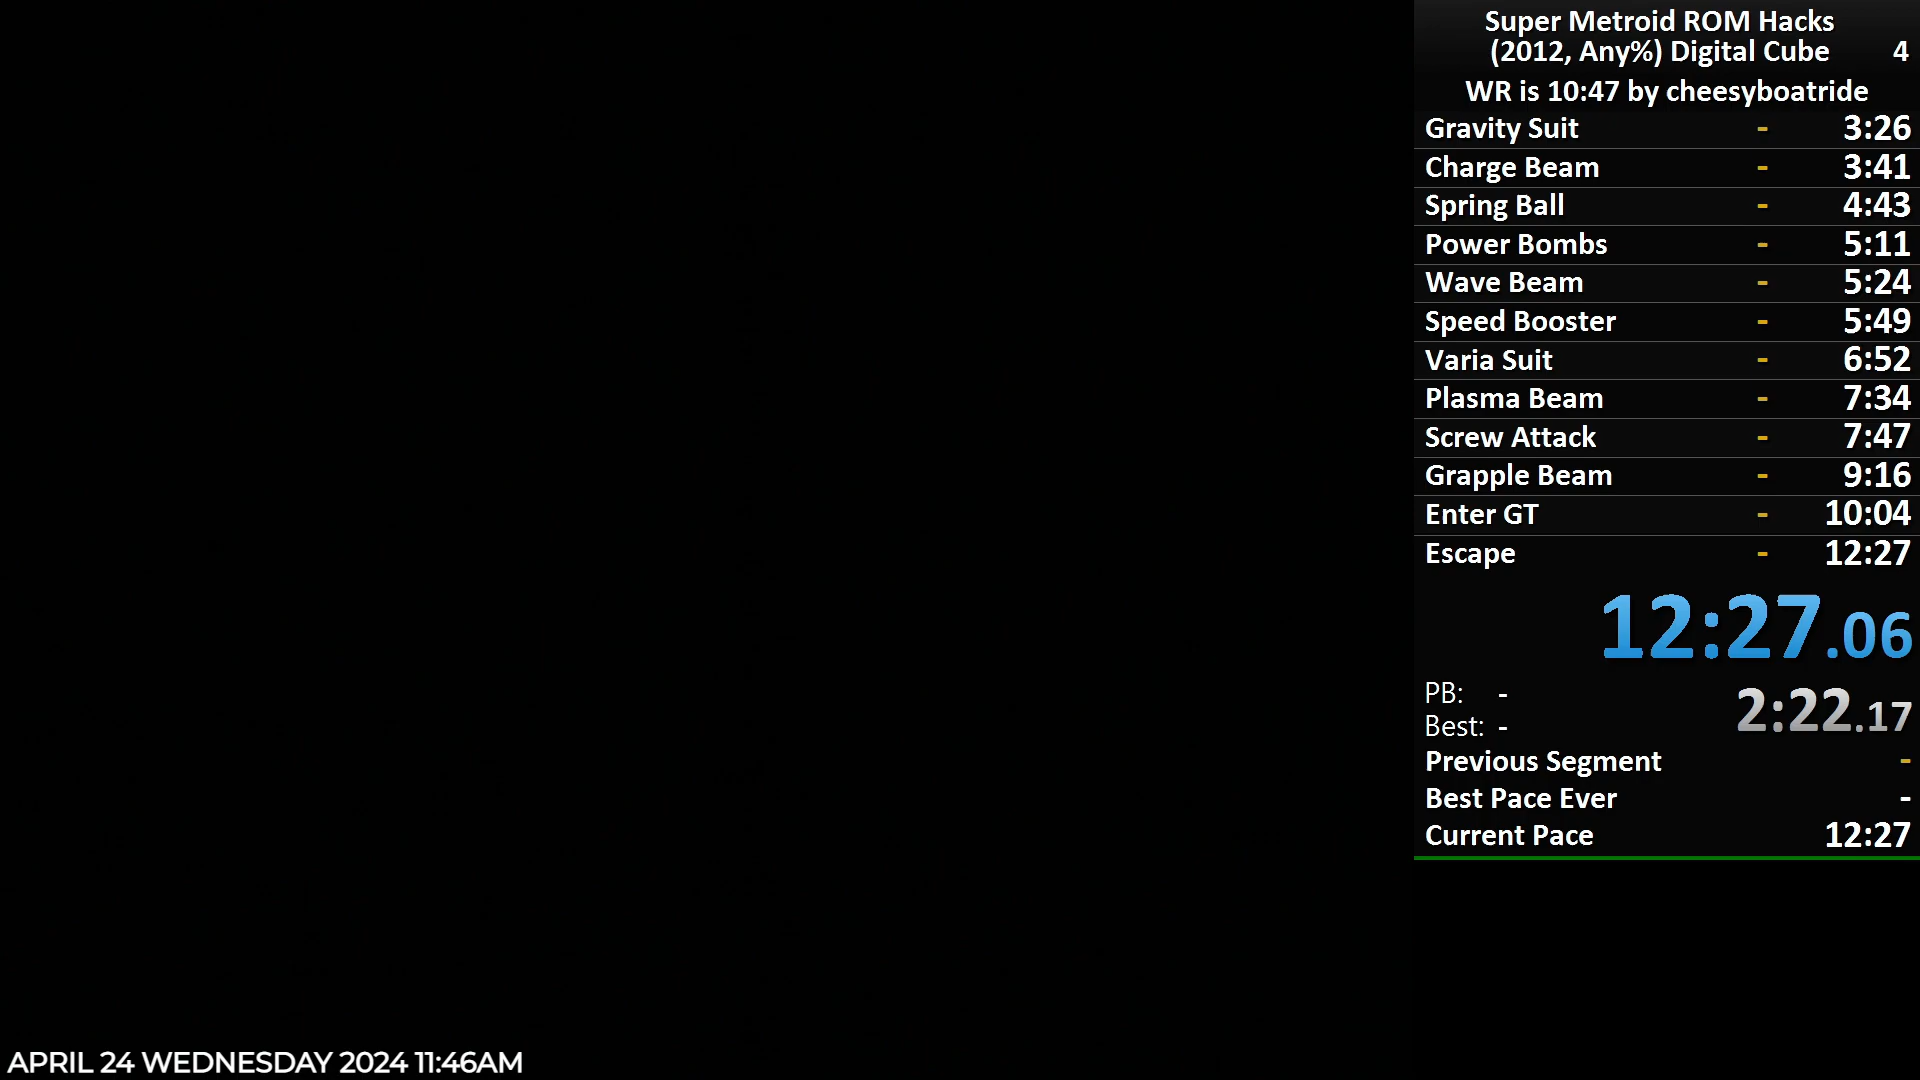 Super Metroid ROM Hacks
(2012, Any%) Digital Cube 4
WR is 10:47 by cheesyboatride
Gravity Suit - 3:26
Charge Beam - 3:41
Spring Ball - 4:43
Power Bombs - 5:11
Wave Beam - 5:24
Speed Booster - 5:49
Varia Suit - 6:52
Plasma Beam - 7:34
Screw Attack - 7:47
Grapple Beam - 9:16
Enter GT - 10:04
Escape - 12:27
12:27.06
PB: -
Best: -
2:22.17
Previous Segment -
Best Pace Ever -
Current Pace 12:27
APRIL 24 WEDNESDAY 2024 11:46AM